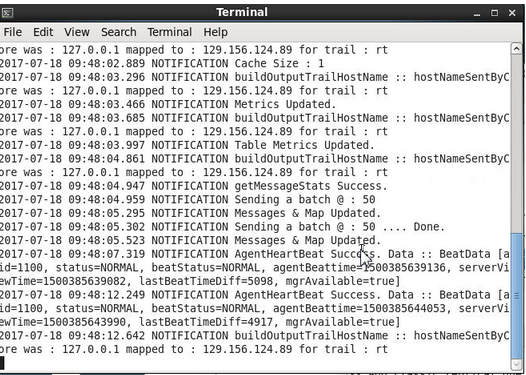 Terminal
File Edit View Search Terminal Help
ore was : 127.0.0.1 mapped to : 129.156.124.89 for trail : rt
2017-07-18 09:48:02.889 NOTIFICATION Cache Size : 1
2017-07-18 09:48:03.296 NOTIFICATION buildOutputTrailHostName :: hostNameSentByC
ore was : 127.0.0.1 mapped to : 129.156.124.89 for trail : rt
2017-07-18 09:48:03.466 NOTIFICATION Metrics Updated.
2017-07-18 09:48:03.685 NOTIFICATION buildOutputTrailHostName :: hostNameSentByC
ore was : 127.0.0.1 mapped to : 129.156.124.89 for trail : rt
2017-07-18 09:48:03.997 NOTIFICATION Table Metrics Updated.
2017-07-18 09:48:04.861 NOTIFICATION buildOutputTrailHostName :: hostNameSentByC
ore was : 127.0.0.1 mapped to : 129.156.124.89 for trail : rt
2017-07-18 09:48:04.947 NOTIFICATION getMessageStats Success.
2017-07-18 09:48:04.959 NOTIFICATION Sending a batch @ : 50
2017-07-18 09:48:05.295 NOTIFICATION Messages & Map Updated.
2017-07-18 09:48:05.302 NOTIFICATION Sending a batch @ : 50 .... Done.
2017-07-18 09:48:05.523 NOTIFICATION Messages & Map Updated.
2017-07-18 09:48:07.319 NOTIFICATION AgentHeartBeat Success. Data :: BeatData [a
id=1100, status=NORMAL, beatStatus=NORMAL, agentBeattime=1500385639136, serverVi
ewTime=1500385639082, lastBeatTimeDiff=5098, mgrAvailable=true]
2017-07-18 09:48:12.249 NOTIFICATION AgentHeartBeat Success. Data :: BeatData [a
id=1100, status=NORMAL, beatStatus=NORMAL, agentBeattime=1500385644053, serverVi
ewTime=1500385643990, lastBeatTimeDiff=4917, mgrAvailable=true]
2017-07-18 09:48:12.642 NOTIFICATION buildOutputTrailHostName :: hostNameSentByC
ore was : 127.0.0.1 mapped to : 129.156.124.89 for trail : rt